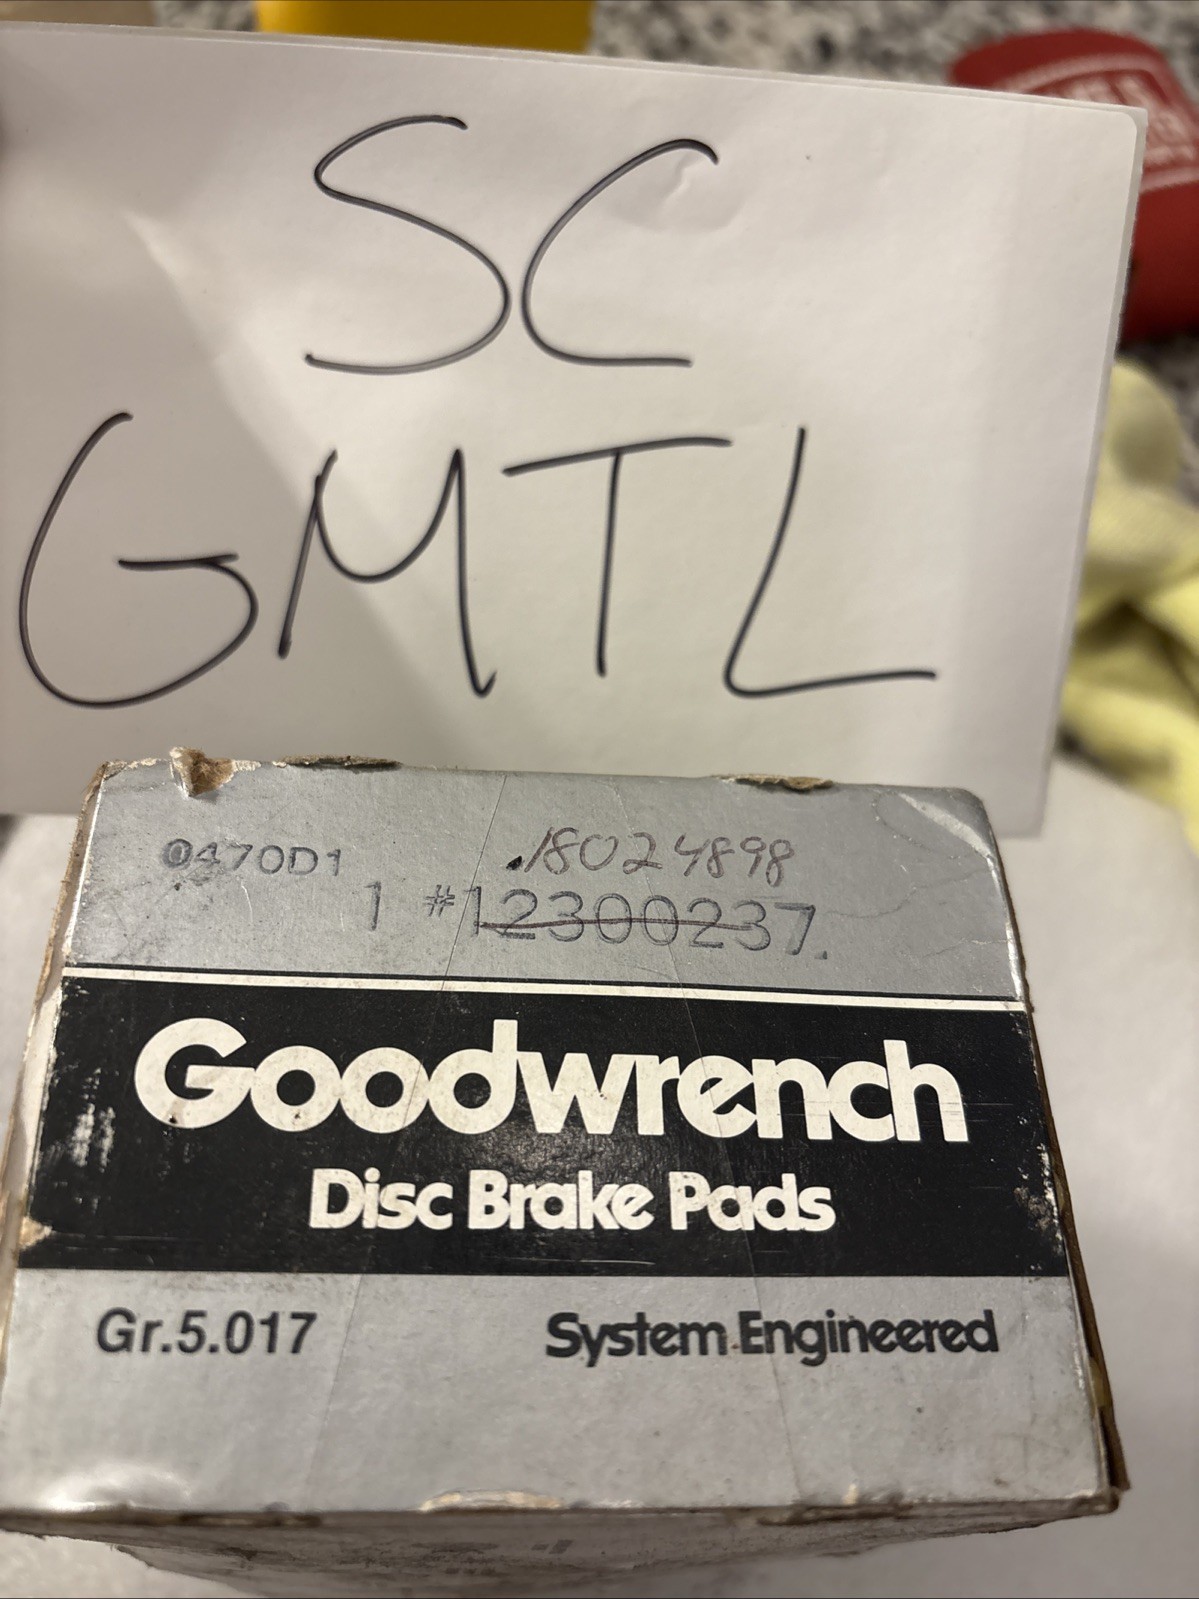 SC
GMTL
0470D1
.18024898
1 #12300237.
Goodwrench
Disc Brake Pads
Gr.5.017
System Engineered